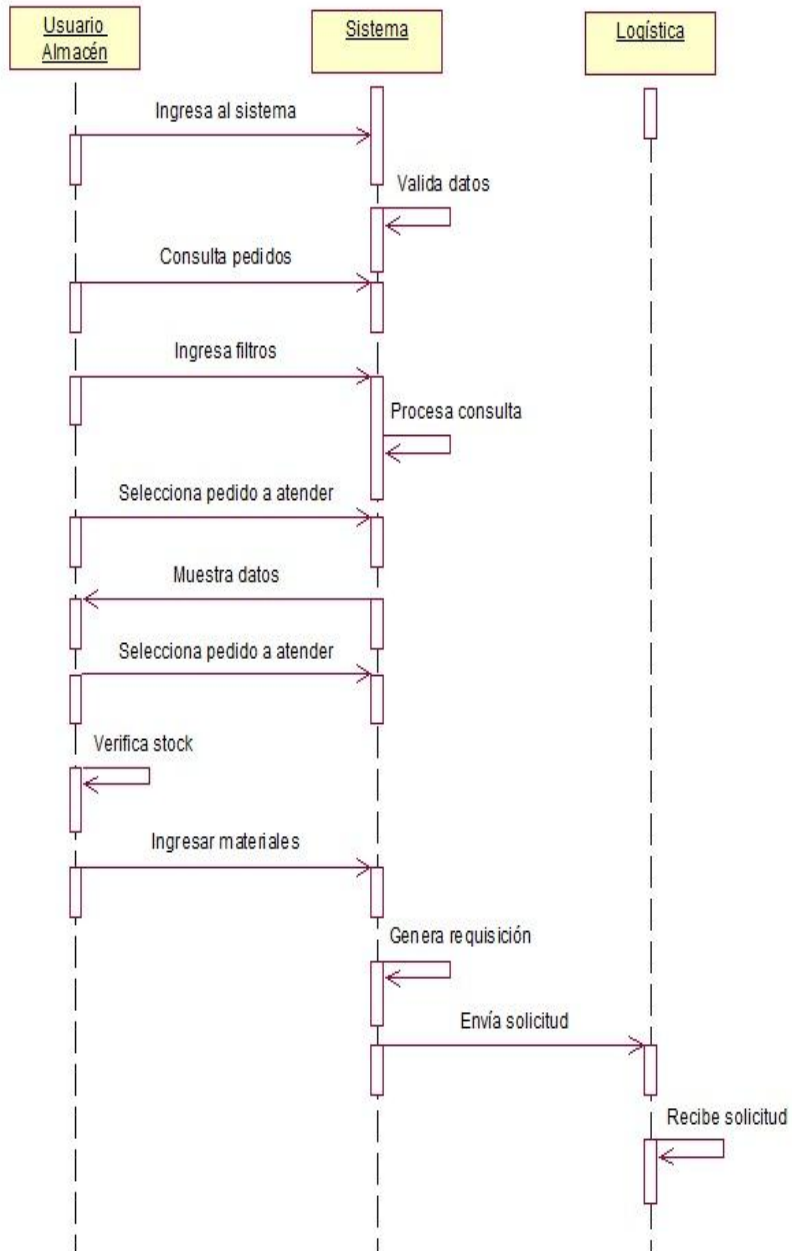 Usuario
Almacén
Sistema
Logística
Ingresa al sistema
Valida datos
Consulta pedidos
Ingresa filtros
Procesa consulta
Selecciona pedido a atender
Muestra datos
Selecciona pedido a atender
Verifica stock
Ingresar materiales
Genera requisición
Envía solicitud
Recibe solicitud